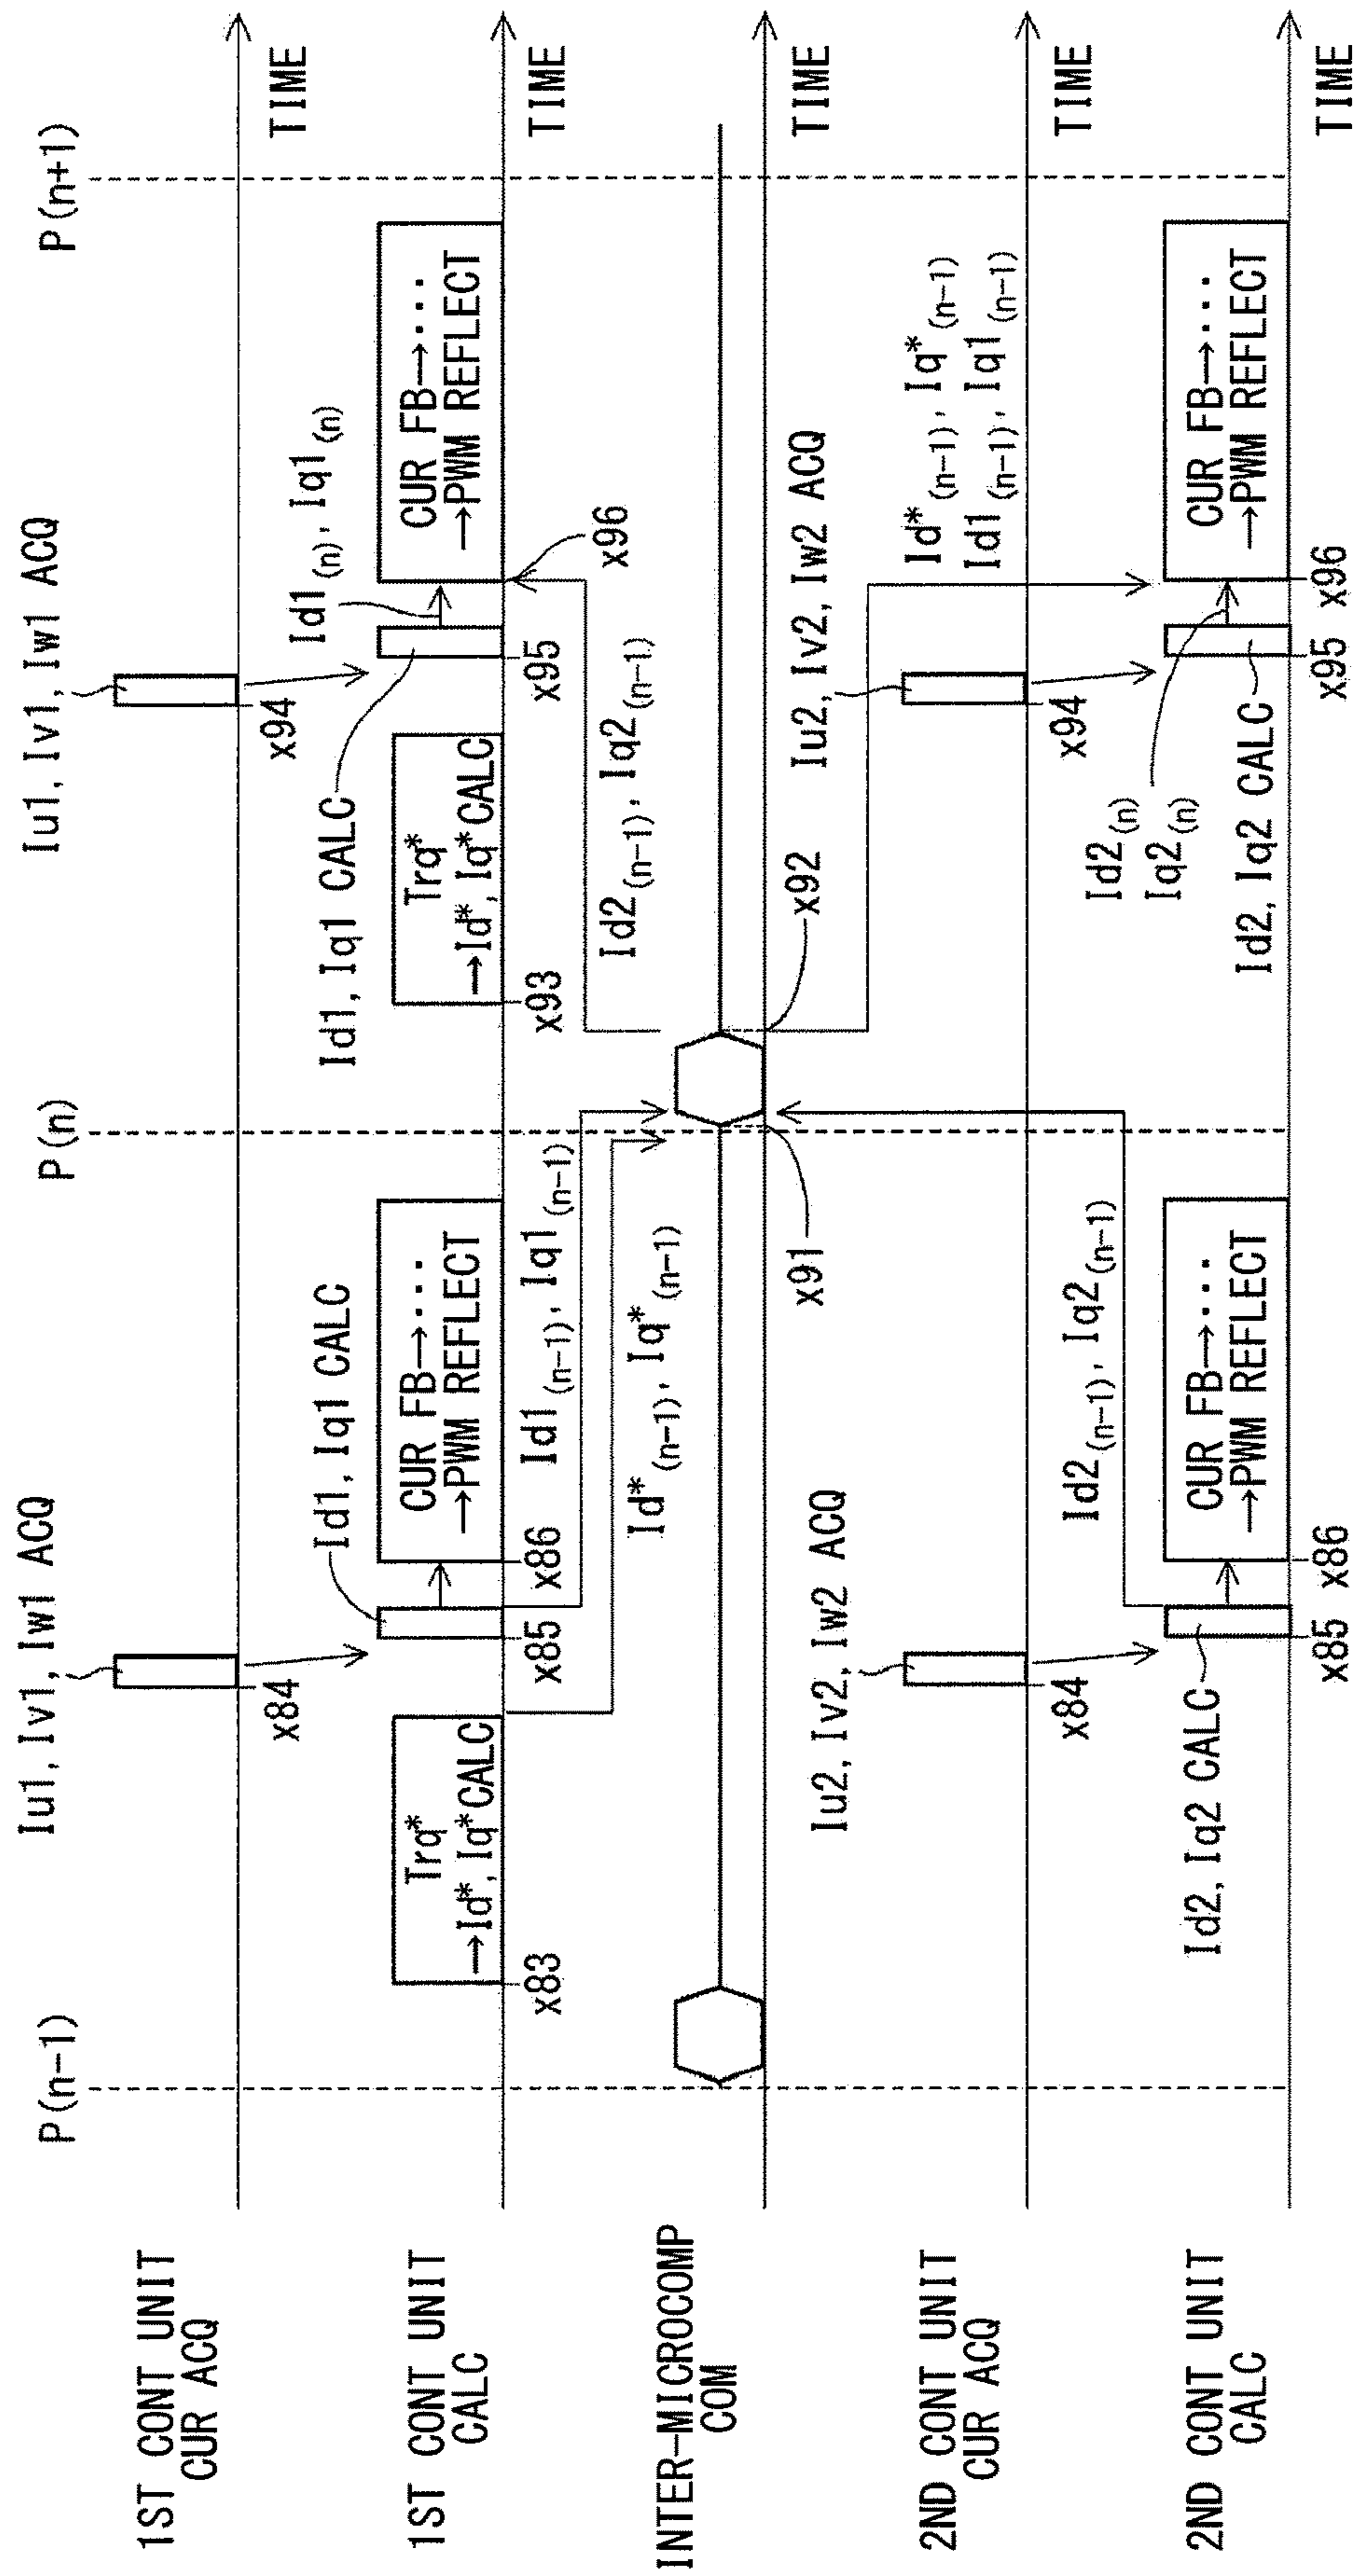 P(n-1)
P(n)
P(n+1)
1ST CONT UNIT
CUR ACQ
Iu1, Iv1, Iw1 ACQ
x84
Iu1, Iv1, Iw1 ACQ
x94
TIME
1ST CONT UNIT
CALC
Trq*
→Id*, Iq*CALC
x83
Id1, Iq1 CALC
x85
CUR FB→···
→PWM REFLECT
x86
Id1(n-1), Iq1(n-1)
Id*(n-1), Iq*(n-1)
Trq*
→Id*, Iq*CALC
x93
Id1, Iq1 CALC
x95
Id1(n), Iq1(n)
CUR FB→···
→PWM REFLECT
x96
Id2(n-1), Iq2(n-1)
TIME
INTER-MICROCOMP
COM
x91
x92
TIME
2ND CONT UNIT
CUR ACQ
Iu2, Iv2, Iw2 ACQ
x84
Iu2, Iv2, Iw2 ACQ
x94
Id*(n-1), Iq*(n-1)
Id1(n-1), Iq1(n-1)
TIME
2ND CONT UNIT
CALC
Id2, Iq2 CALC
x85
Id2(n-1), Iq2(n-1)
CUR FB→···
→PWM REFLECT
x86
Id2(n)
Iq2(n)
Id2, Iq2 CALC
x95
CUR FB→···
→PWM REFLECT
x96
TIME